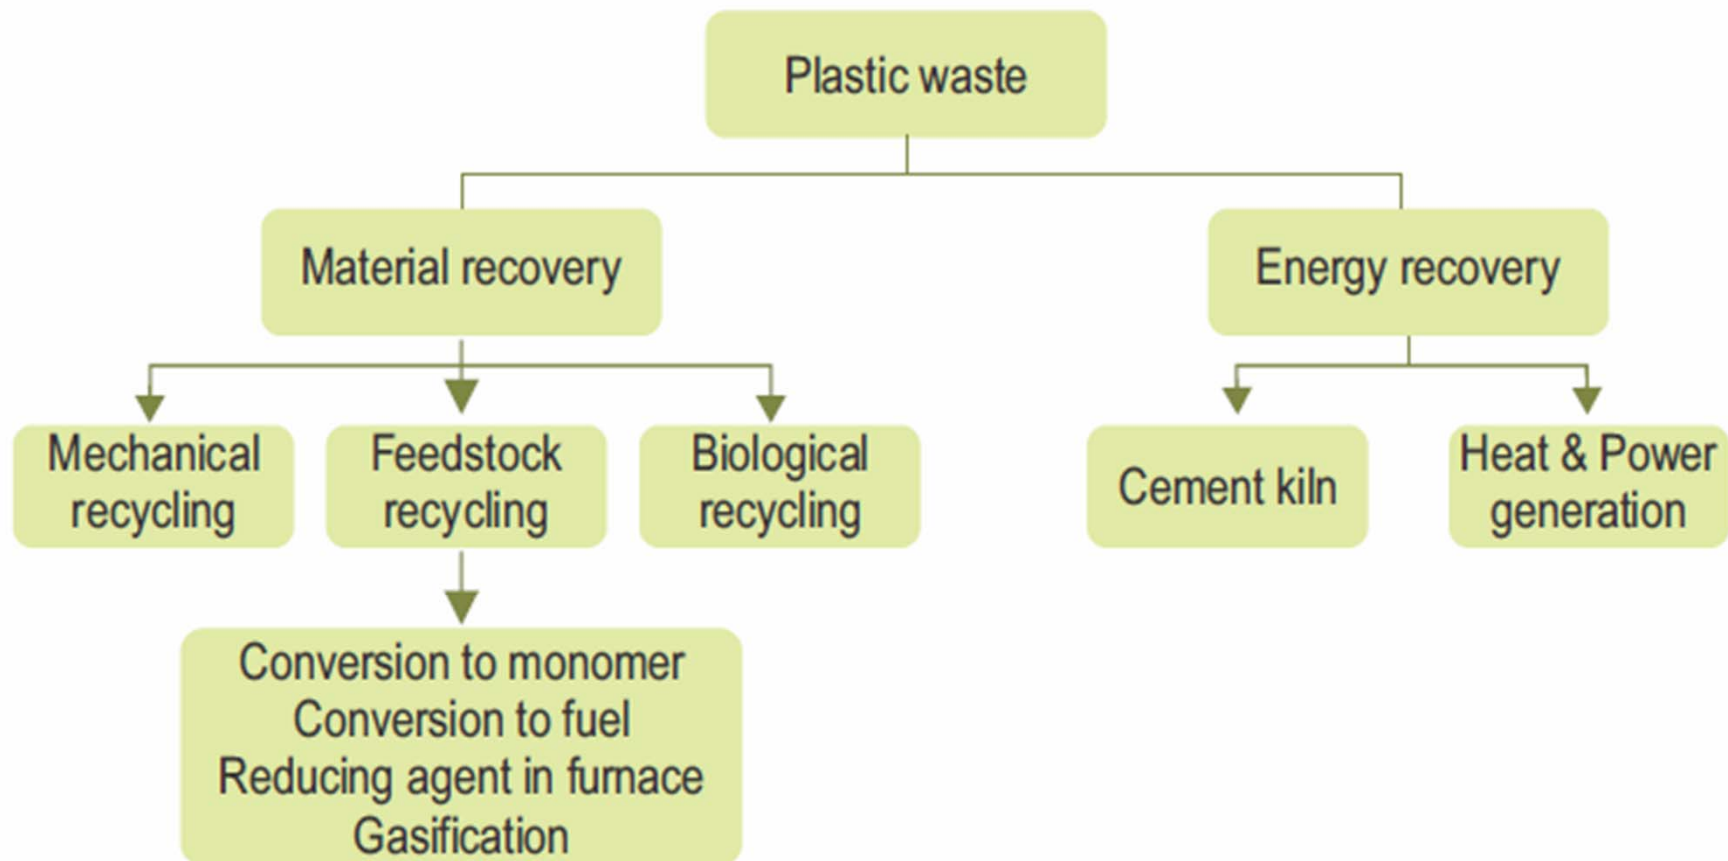 Plastic waste
Material recovery
Energy recovery
Mechanical
recycling
Feedstock
recycling
Biological
recycling
Cement kiln
Heat & Power
generation
Conversion to monomer
Conversion to fuel
Reducing agent in furnace
Gasification